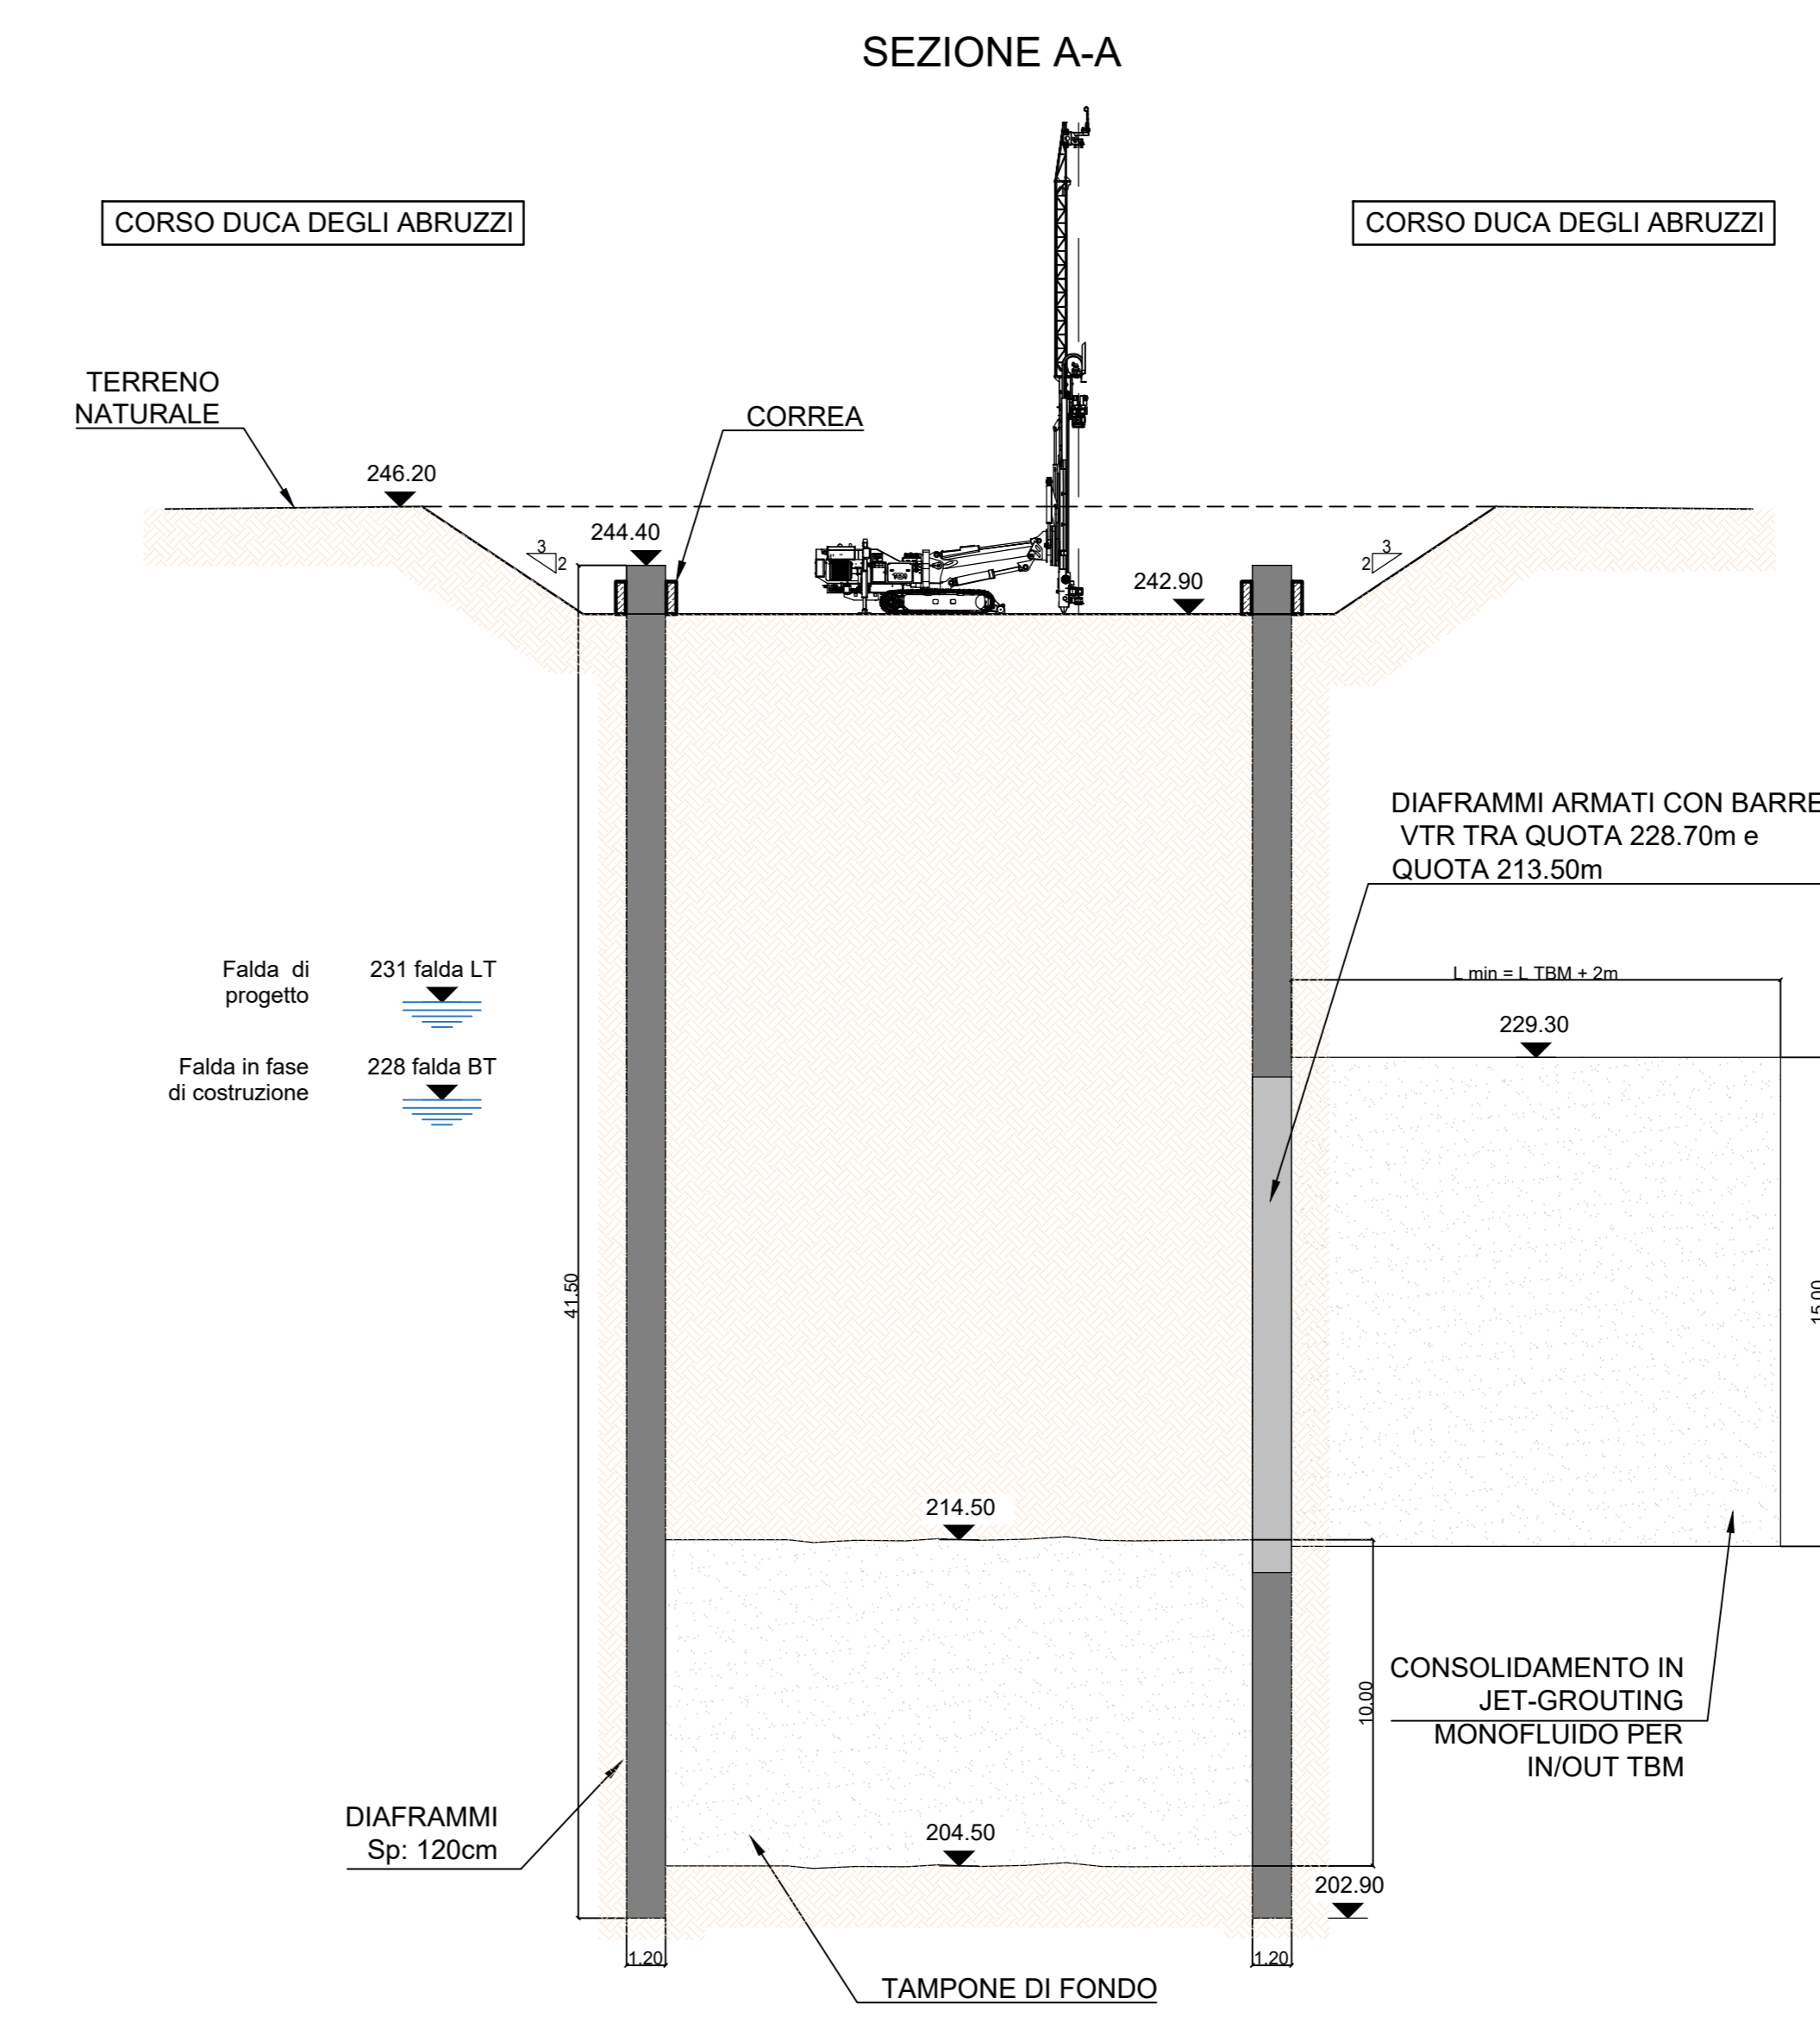 SEZIONE A-A
CORSO DUCA DEGLI ABRUZZI
CORSO DUCA DEGLI ABRUZZI
TERRENO
NATURALE
CORREA
246.20
244.40
3
2
3
2
242.90
DIAFRAMMI ARMATI CON BARRE
VTR TRA QUOTA 228.70m e
QUOTA 213.50m
Falda di
progetto
231 falda LT
L min = L TBM + 2m
229.30
Falda in fase
di costruzione
228 falda BT
41.50
15.00
214.50
10.00
CONSOLIDAMENTO IN
JET-GROUTING
MONOFLUIDO PER
IN/OUT TBM
DIAFRAMMI
Sp: 120cm
204.50
202.90
1.20
1.20
TAMPONE DI FONDO